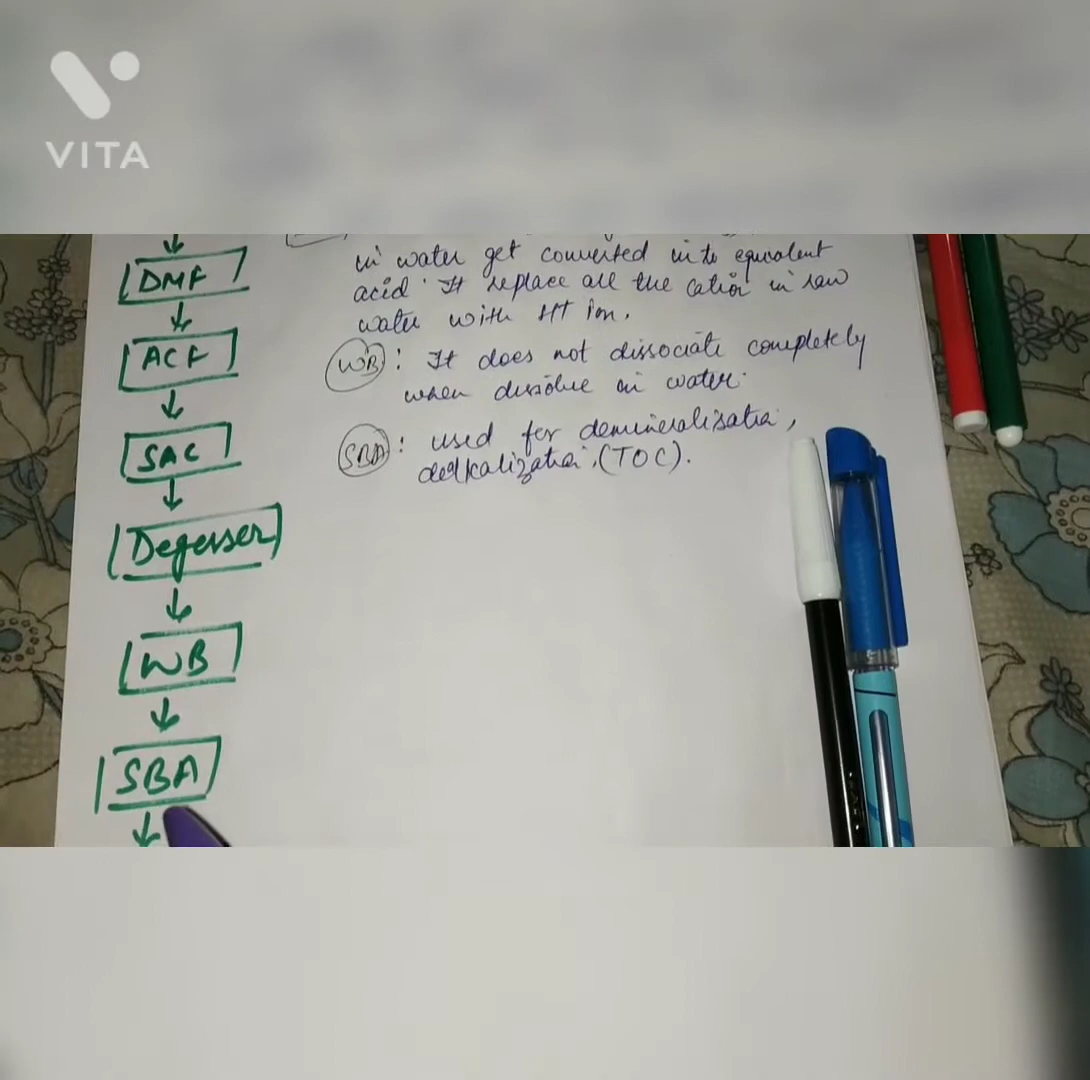 VITA
DMF
ACF
SAC
Degesser
WB
SBA
in water get converted into equivalent
acid. It replace all the cation in raw
water with H+ ion.
WB : It does not dissociate completely
when dissolve in water.
SBA : used for demineralisation,
(TOC).